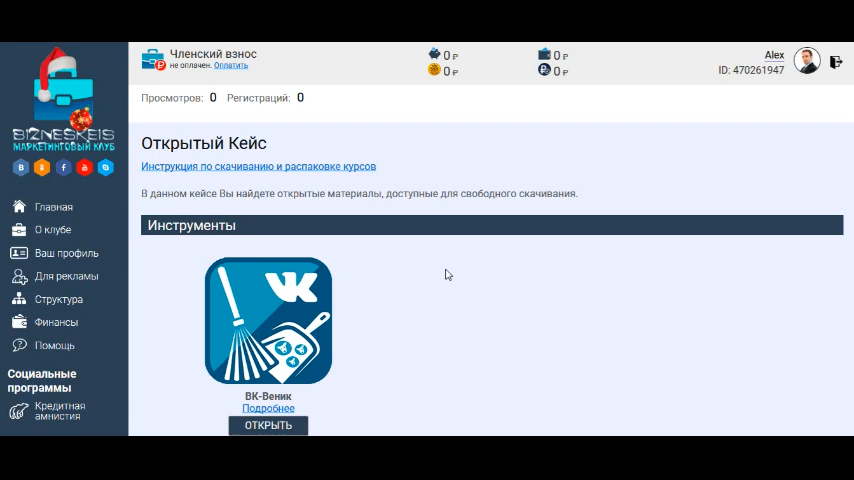 Членский взнос
не оплачен. Оплатить
0 ₽
0 ₽
0 ₽
0 ₽
Alex
ID: 470261947
BIZNESKEIS
МАРКЕТИНГОВЫЙ КЛУБ
Просмотров: 0 Регистраций: 0
Главная
О клубе
Ваш профиль
Для рекламы
Структура
Финансы
Помощь
Социальные
программы
Кредитная
амнистия
Открытый Кейс
Инструкция по скачиванию и распаковке курсов
В данном кейсе Вы найдете открытые материалы, доступные для свободного скачивания.
Инструменты
VK
ВК-Веник
Подробнее
ОТКРЫТЬ